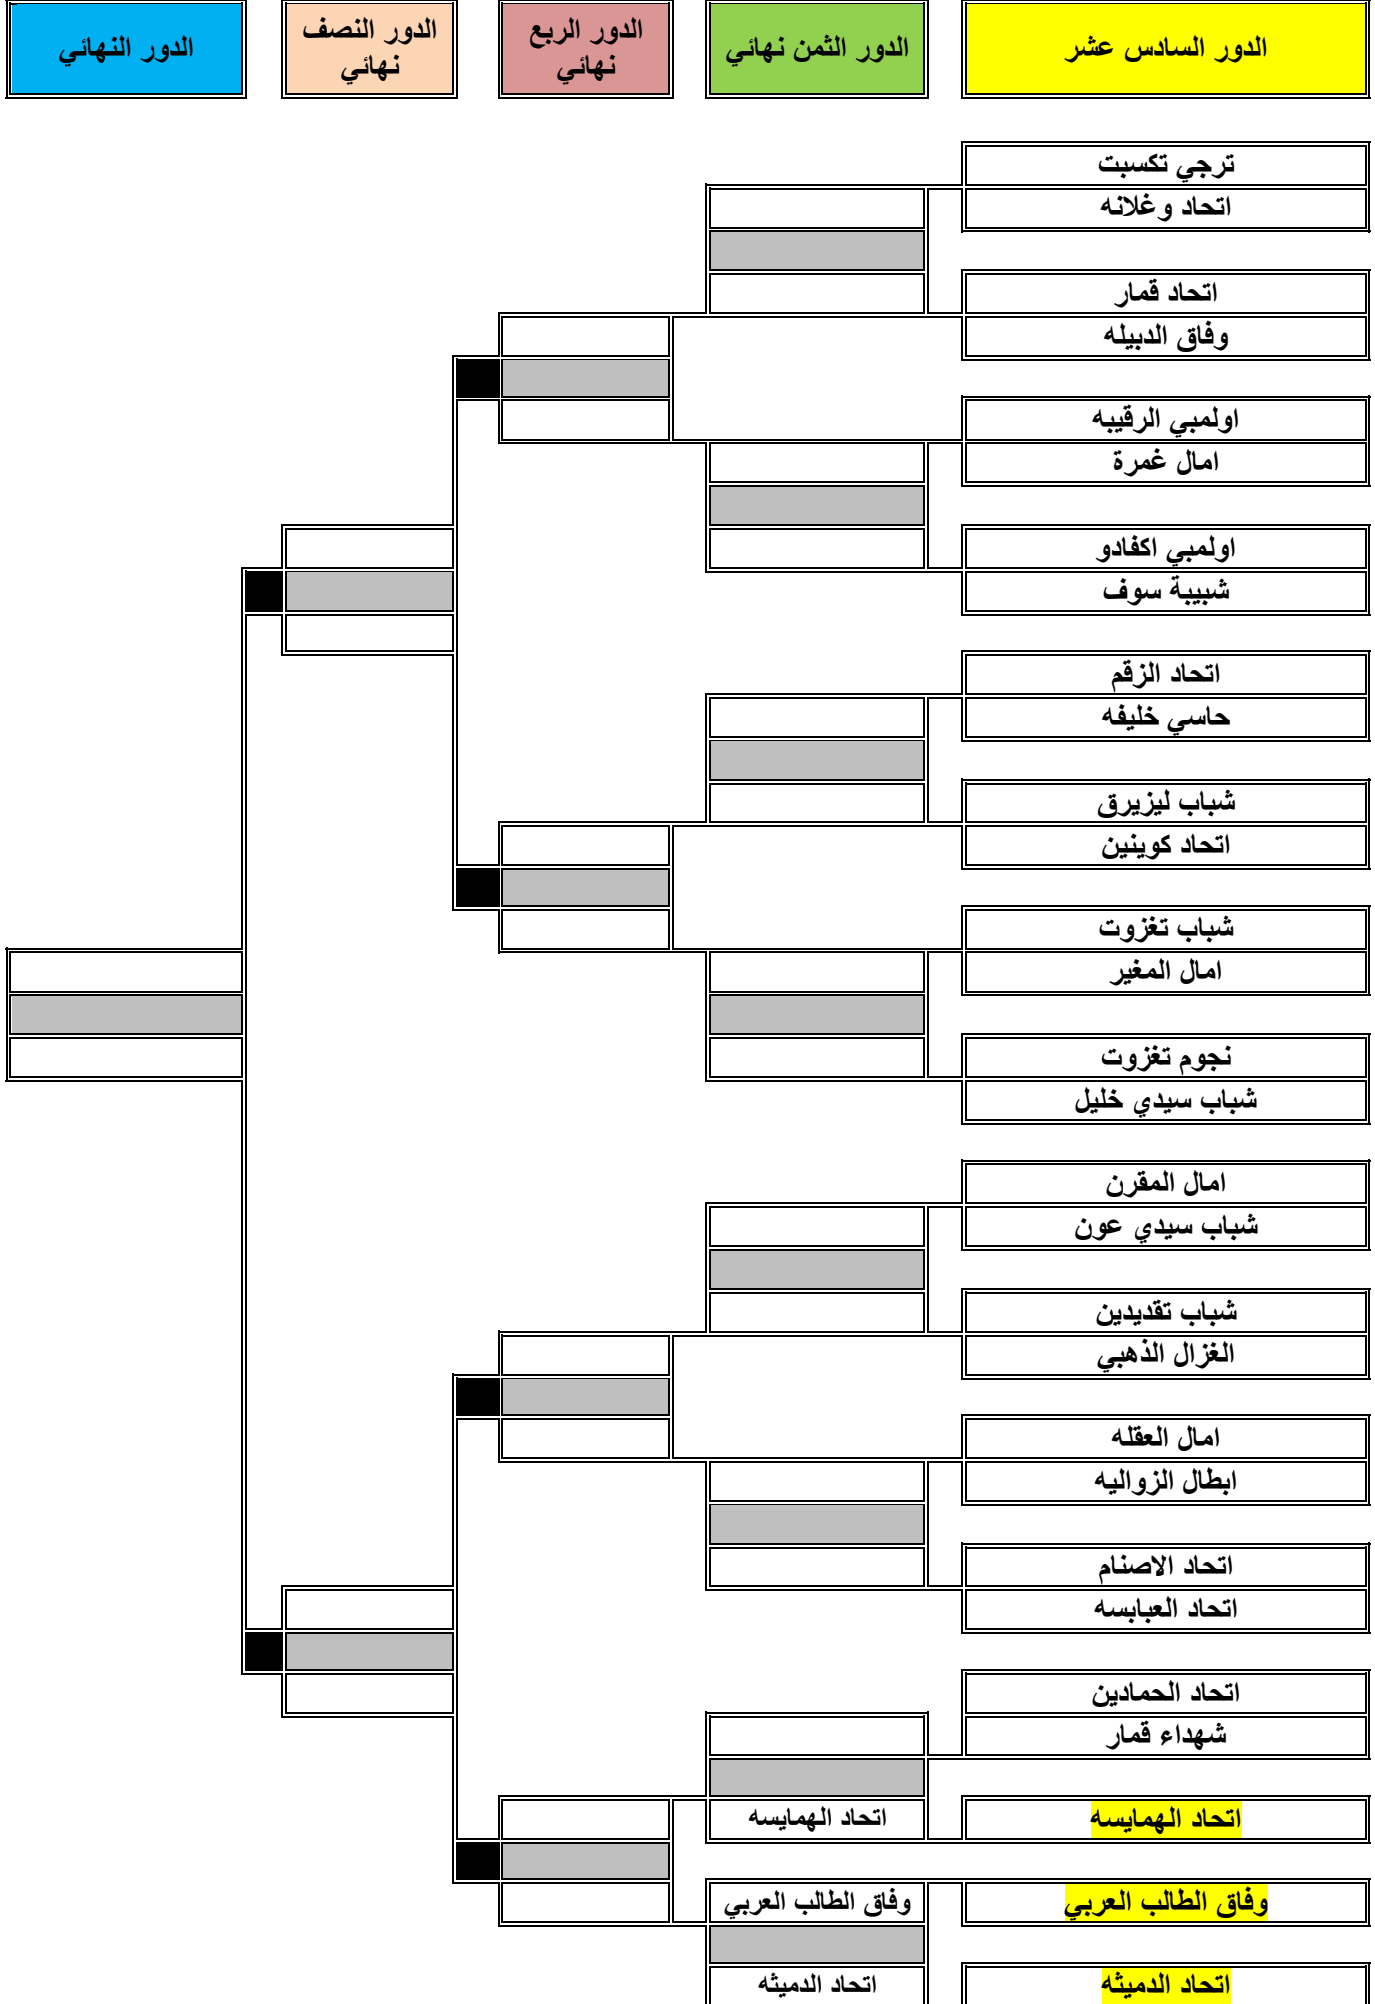 الدور السادس عشر
الدور الثمن نهائي
الدور الربع
نهائي
الدور النصف
نهائي
الدور النهائي
ترجي تكسبت
اتحاد وغلانه
اتحاد قمار
وفاق الدبيله
اولمبي الرقيبه
امال غمرة
اولمبي اكفادو
شبيبة سوف
اتحاد الزقم
حاسي خليفه
شباب ليزيرق
اتحاد كوينين
شباب تغزوت
امال المغير
نجوم تغزوت
شباب سيدي خليل
امال المقرن
شباب سيدي عون
شباب تقديدين
الغزال الذهبي
امال العقله
ابطال الزواليه
اتحاد الاصنام
اتحاد العبابسه
اتحاد الحمادين
شهداء قمار
اتحاد الهمايسه
اتحاد الهمايسه
وفاق الطالب العربي
وفاق الطالب العربي
اتحاد الدميثه
اتحاد الدميثه